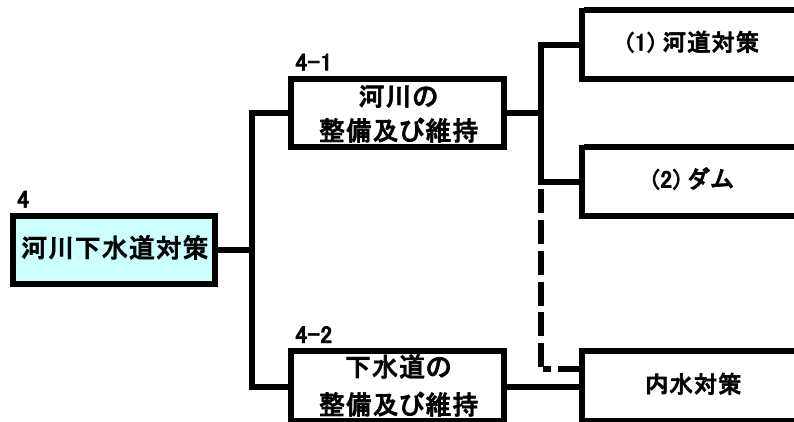 4
河川下水道対策
4-1
河川の
整備及び維持
4-2
下水道の
整備及び維持
(1) 河道対策
(2) ダム
内水対策